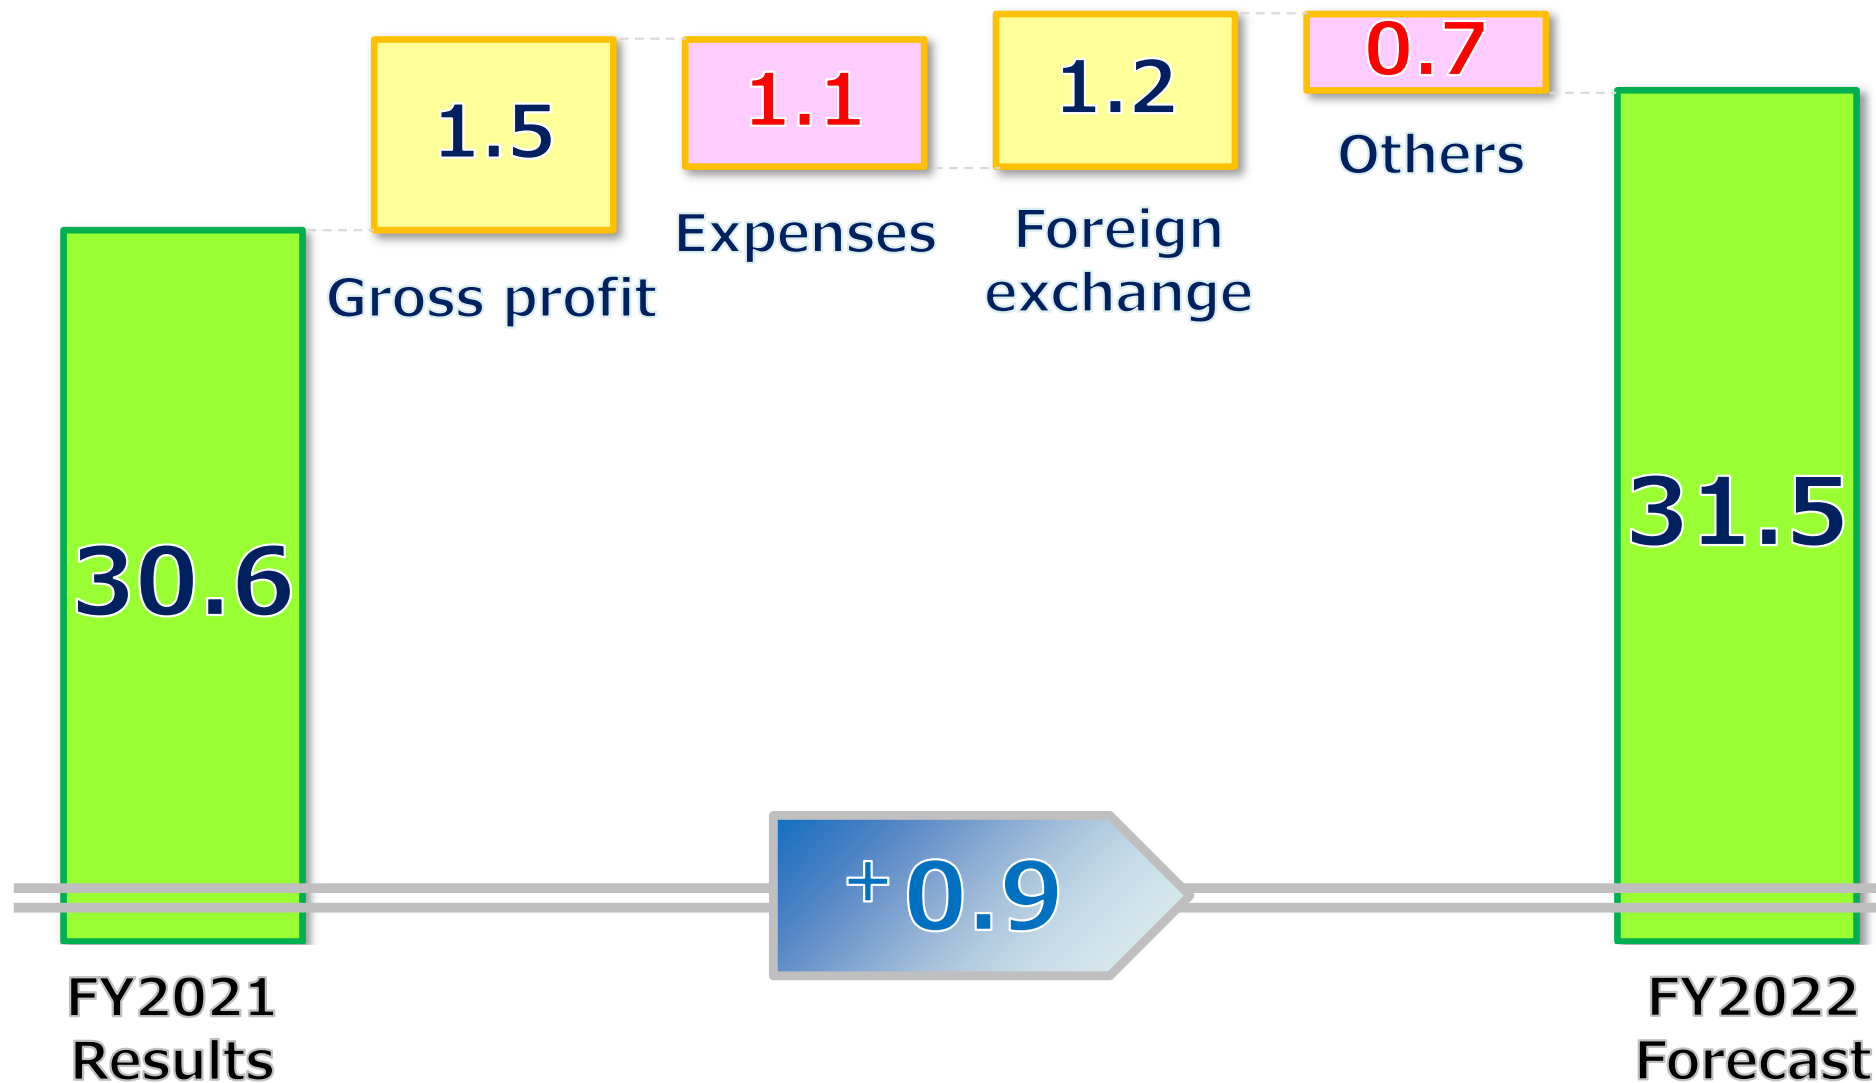 1.5
1.1
1.2
0.7
Others
Expenses
Foreign
exchange
Gross profit
30.6
31.5
+0.9
FY2021
Results
FY2022
Forecast